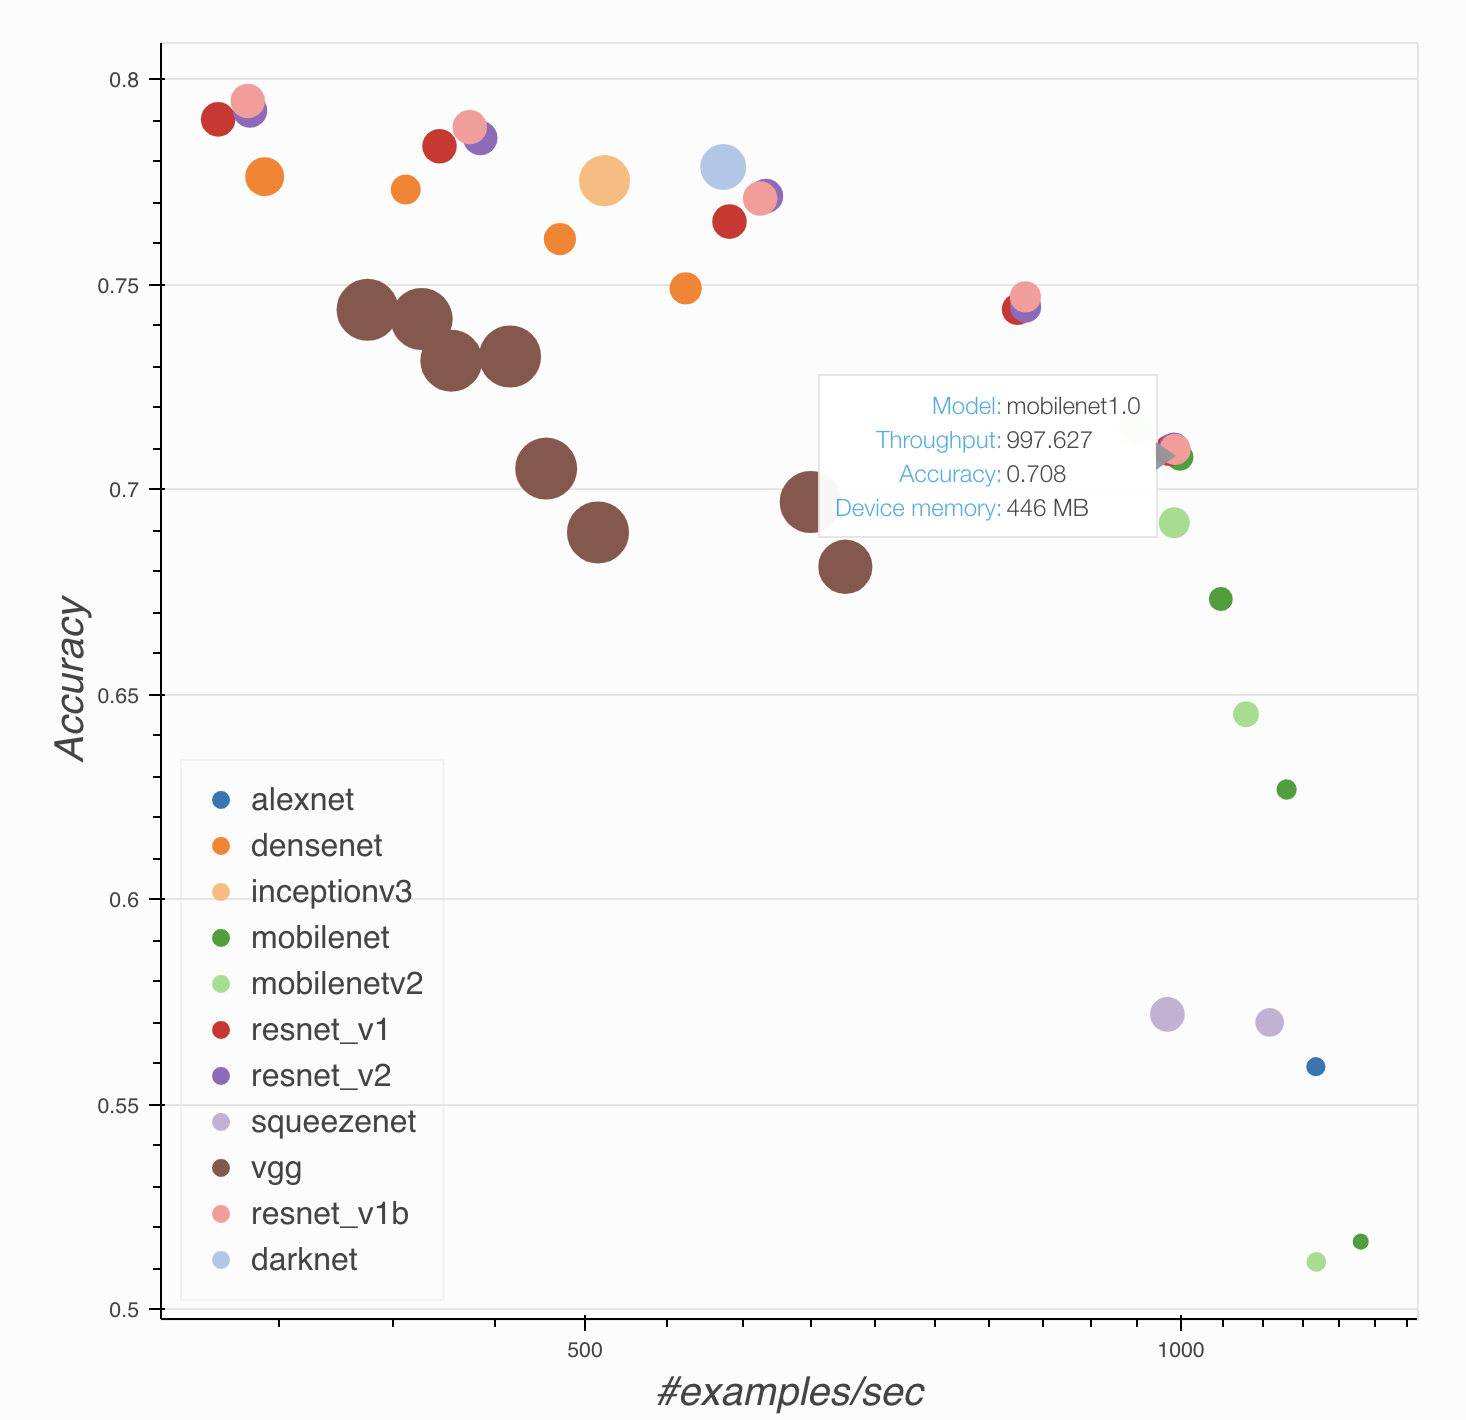 0.8
0.75
Model: mobilenet1.0
Throughput: 997.627
Accuracy: 0.708
Device memory: 446 MB
0.7
Accuracy
0.65
0.6
0.55
0.5
alexnet
densenet
inceptionv3
mobilenet
mobilenetv2
resnet_v1
resnet_v2
squeezenet
vgg
resnet_v1b
darknet
500
1000
#examples/sec